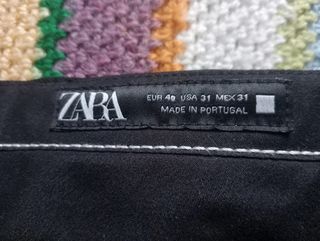 ZARA
EUR 40 USA 31 MEX 31
MADE IN PORTUGAL